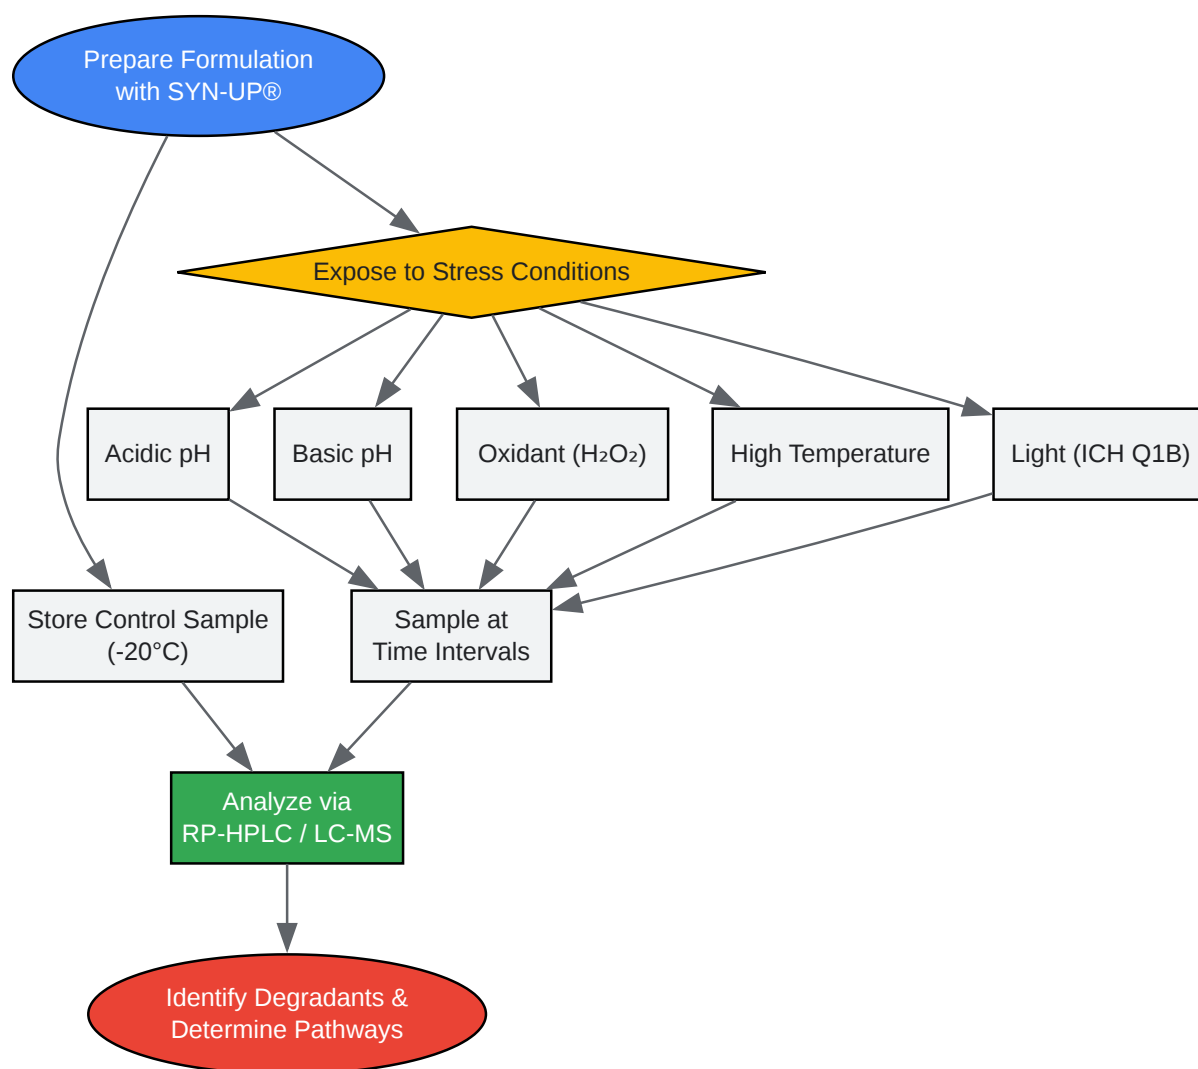 Prepare Formulation
with SYN-UP®
Expose to Stress Conditions
Acidic pH
Basic pH
Oxidant (H₂O₂)
High Temperature
Light (ICH Q1B)
Store Control Sample
(-20°C)
Sample at
Time Intervals
Analyze via
RP-HPLC / LC-MS
Identify Degradants &
Determine Pathways